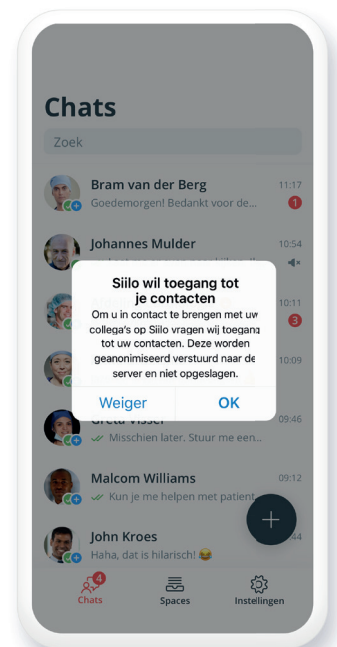 Chats
Zoek
Bram van der Berg 11:17
Goedemorgen! Bedankt voor de... 1
Johannes Mulder 10:54
10:11
Siilo wil toegang tot
je contacten
3
Om u in contact te brengen met uw
collega's op Siilo vragen wij toegang
tot uw contacten. Deze worden
geanonimiseerd verstuurd naar de
server en niet opgeslagen.
10:09
Weiger OK
Greta Visser 09:46
Misschien later. Stuur me een...
Malcom Williams 09:12
Kun je me helpen met patient
John Kroes :44
Haha, dat is hilarisch! 😂
+
4
Chats Spaces Instellingen